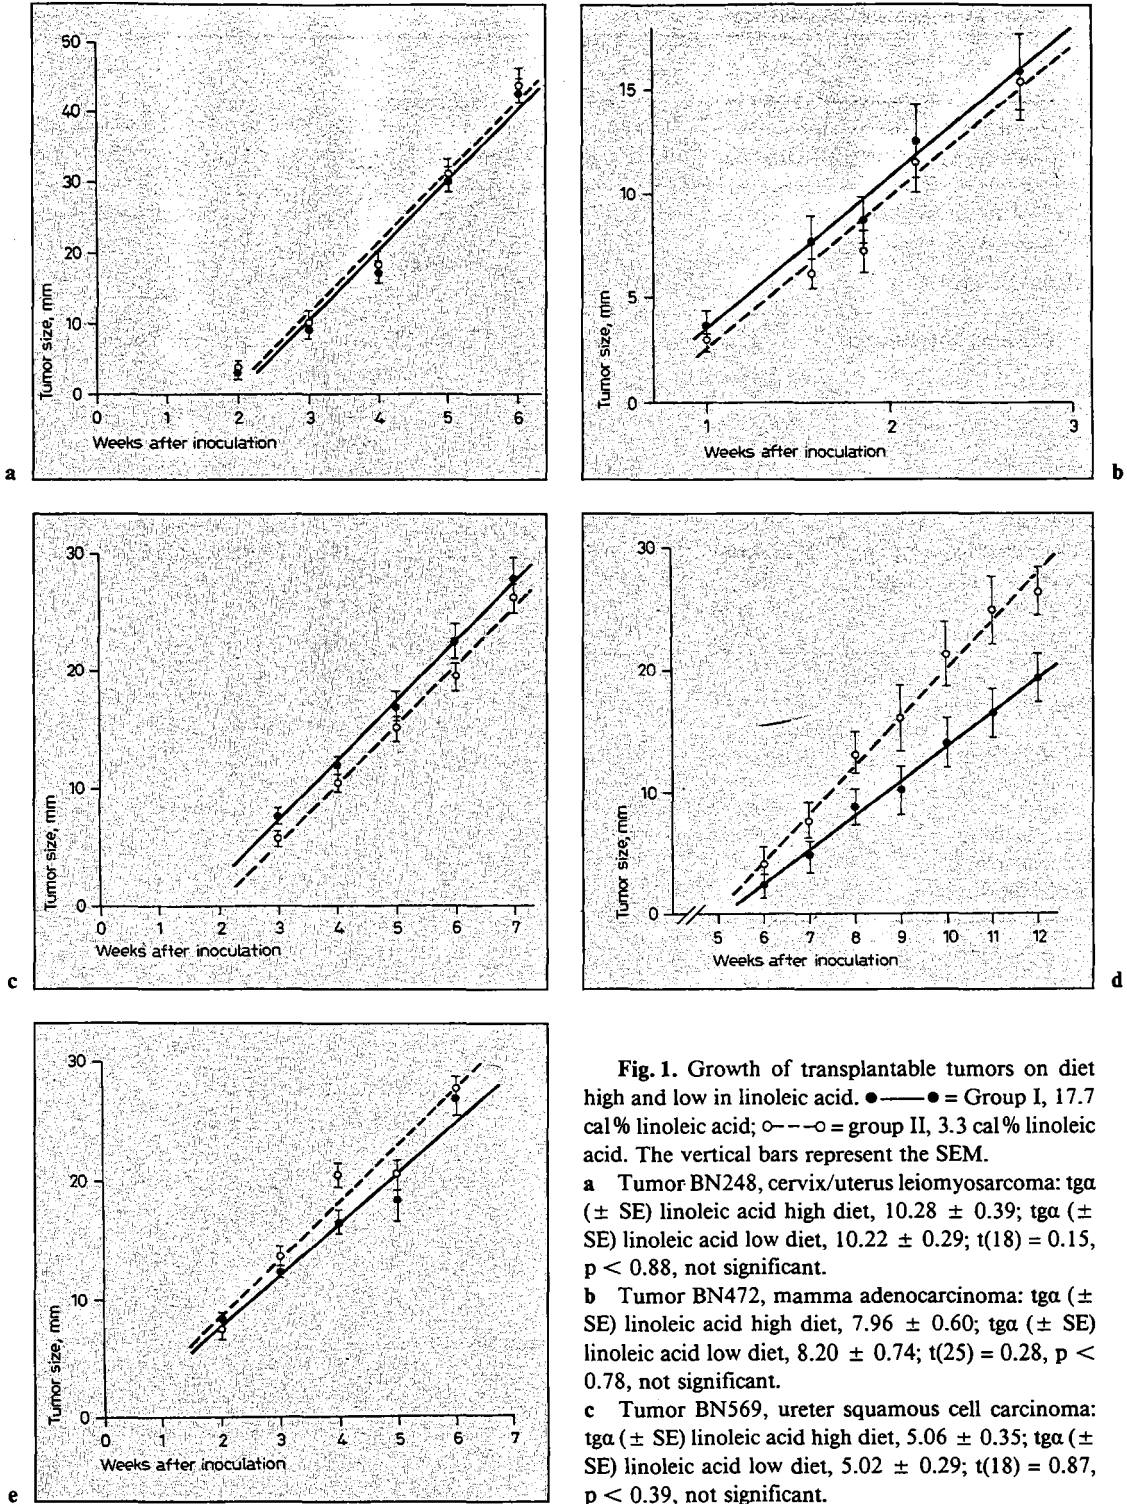 50
40
30
20
10
0
Tumor size, mm
0 1 2 3 4 5 6
Weeks after inoculation
a
15
10
5
0
Tumor size, mm
1 2 3
Weeks after inoculation
b
30
20
10
0
Tumor size, mm
0 1 2 3 4 5 6 7
Weeks after inoculation
c
30
20
10
0
Tumor size, mm
5 6 7 8 9 10 11 12
Weeks after inoculation
d
30
20
10
0
Tumor size, mm
0 1 2 3 4 5 6 7
Weeks after inoculation
e
Fig. 1. Growth of transplantable tumors on diet
high and low in linoleic acid. ●——● = Group I, 17.7
cal% linoleic acid; ○---○ = group II, 3.3 cal% linoleic
acid. The vertical bars represent the SEM.
a Tumor BN248, cervix/uterus leiomyosarcoma: tgα
(± SE) linoleic acid high diet, 10.28 ± 0.39; tgα (±
SE) linoleic acid low diet, 10.22 ± 0.29; t(18) = 0.15,
p < 0.88, not significant.
b Tumor BN472, mamma adenocarcinoma: tgα (±
SE) linoleic acid high diet, 7.96 ± 0.60; tgα (± SE)
linoleic acid low diet, 8.20 ± 0.74; t(25) = 0.28, p <
0.78, not significant.
c Tumor BN569, ureter squamous cell carcinoma:
tgα (± SE) linoleic acid high diet, 5.06 ± 0.35; tgα (±
SE) linoleic acid low diet, 5.02 ± 0.29; t(18) = 0.87,
p < 0.39, not significant.